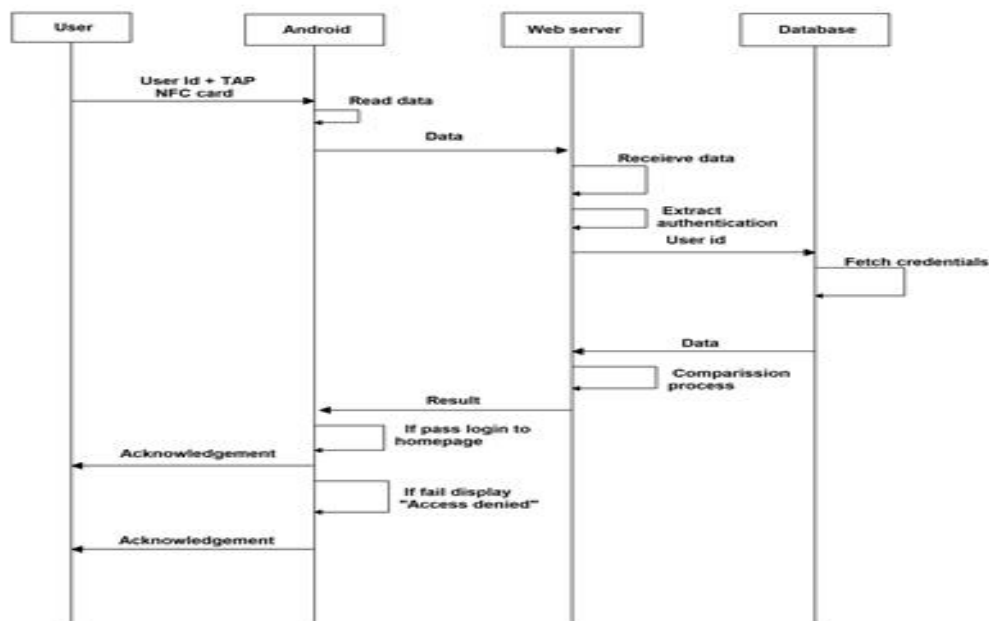 User
Android
Web server
Database
User Id + TAP
NFC card
Read data
Data
Receieve data
Extract
authentication
User id
Fetch credentials
Data
Comparission
process
Result
If pass login to
homepage
Acknowledgement
If fail display
"Access denied"
Acknowledgement